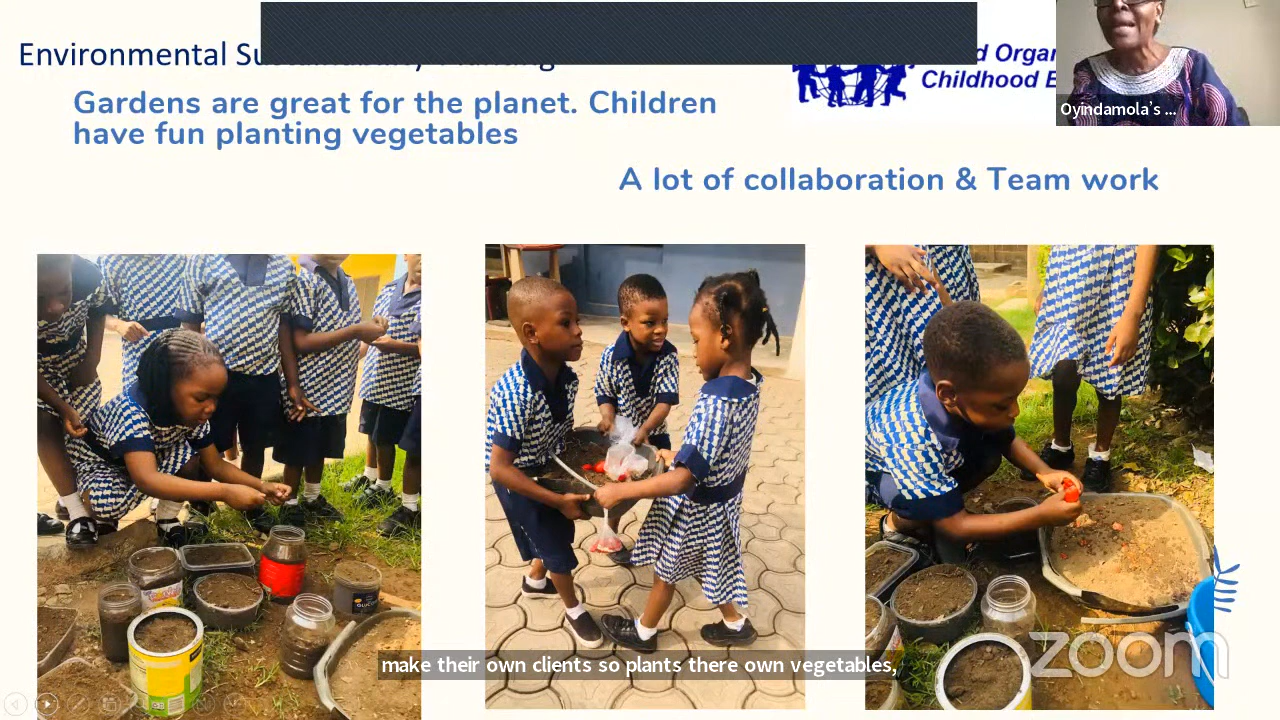 Environmental Su
d Organ
Childhood E
Oyindamola's ...
Gardens are great for the planet. Children
have fun planting vegetables
A lot of collaboration & Team work
make their own clients so plants there own vegetables,
zoom